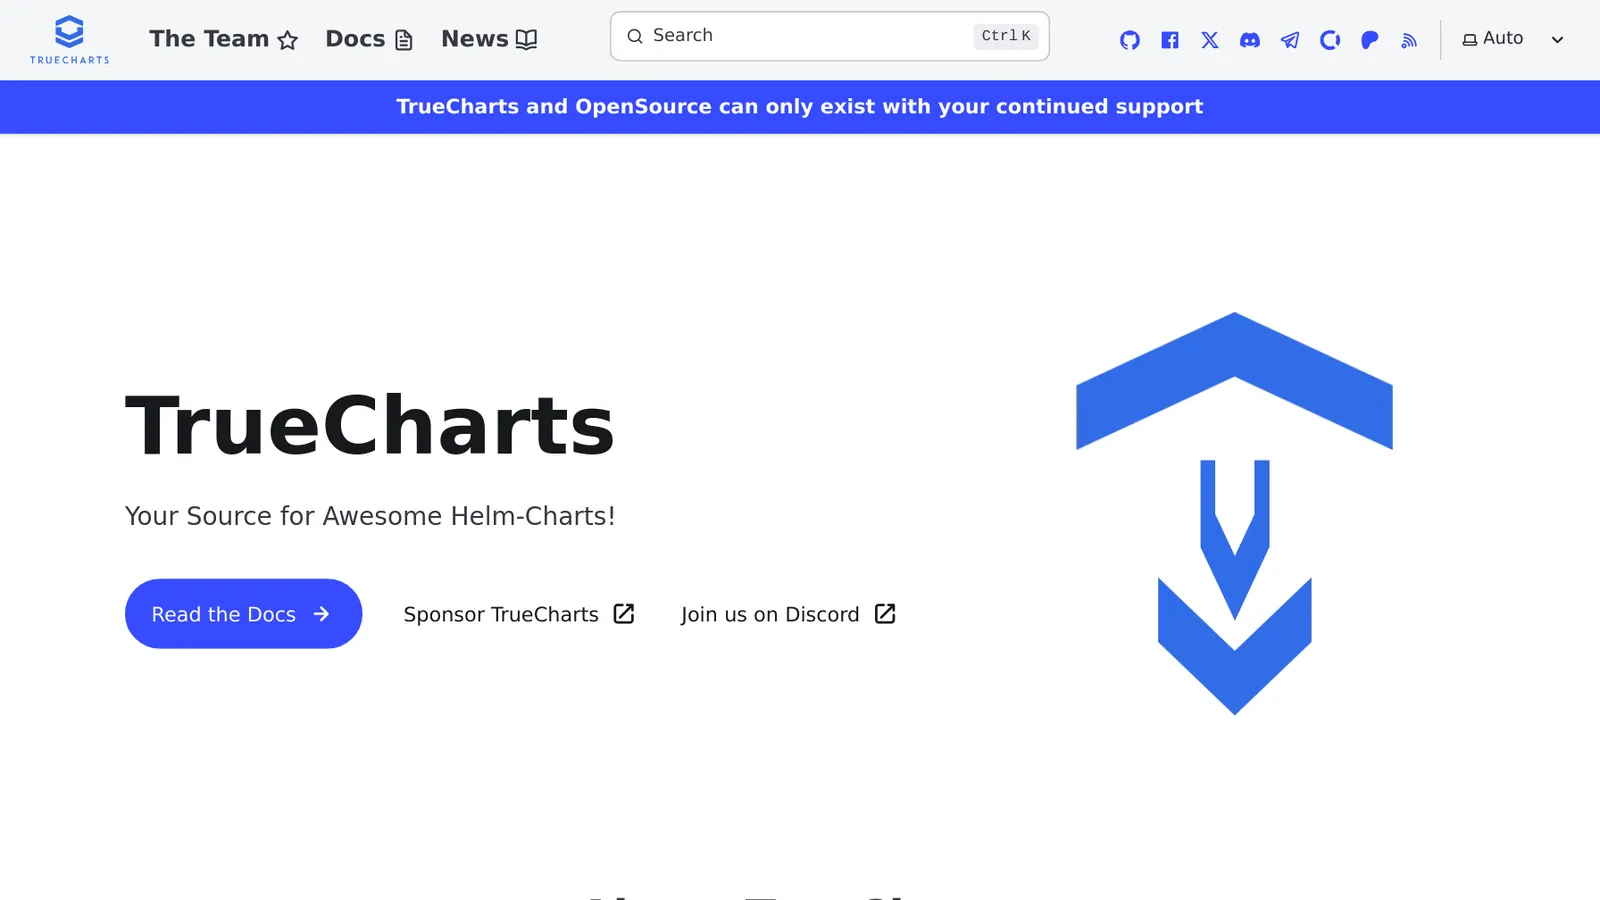 TRUECHARTS
The Team
Docs
News
Search
Ctrl K
Auto
TrueCharts and OpenSource can only exist with your continued support
TrueCharts
Your Source for Awesome Helm-Charts!
Read the Docs
Sponsor TrueCharts
Join us on Discord